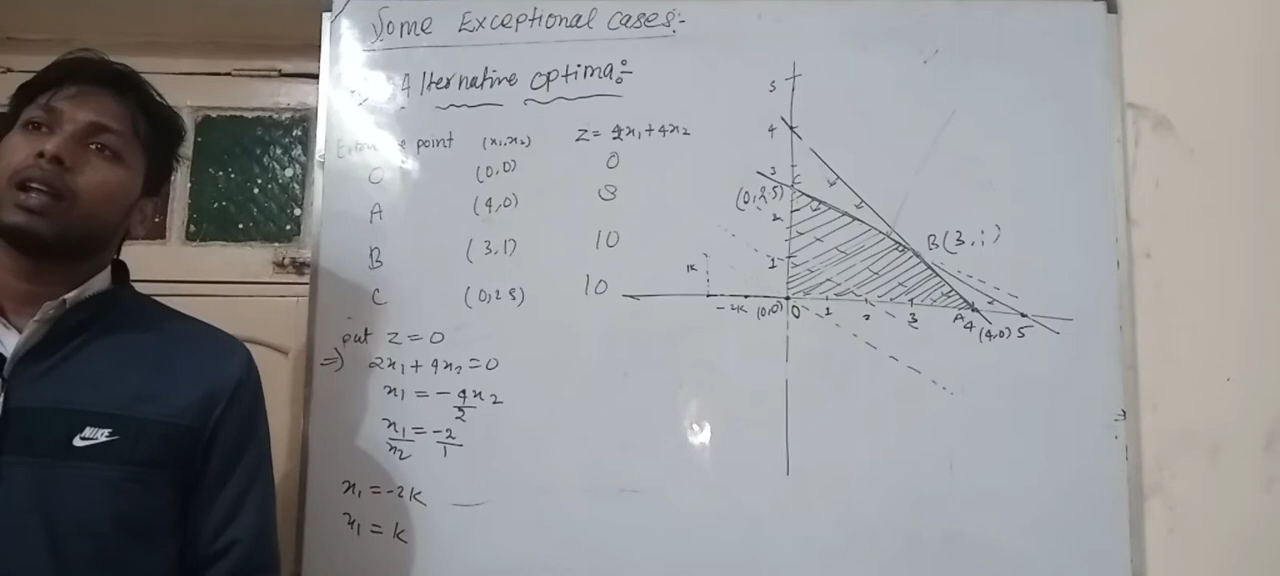 Some Exceptional cases:-
Alternative optima:-
point (x₁,x₂) Z= 2x₁+4x₂
O (0,0) 0
A (4,0) 8
B (3,1) 10
C (0,2.5) 10
put Z=0
=> 2x₁+4x₂=0
x₁ = -4x₂/2
x₁/x₂ = -2/1
x₁ = -2K
x₁ = K
5
4
3
C
(0,2.5)
2
1
B(3,1)
1K
-2K (0,0) 0 1 2 3 A 4 (4,0) 5
NIKE